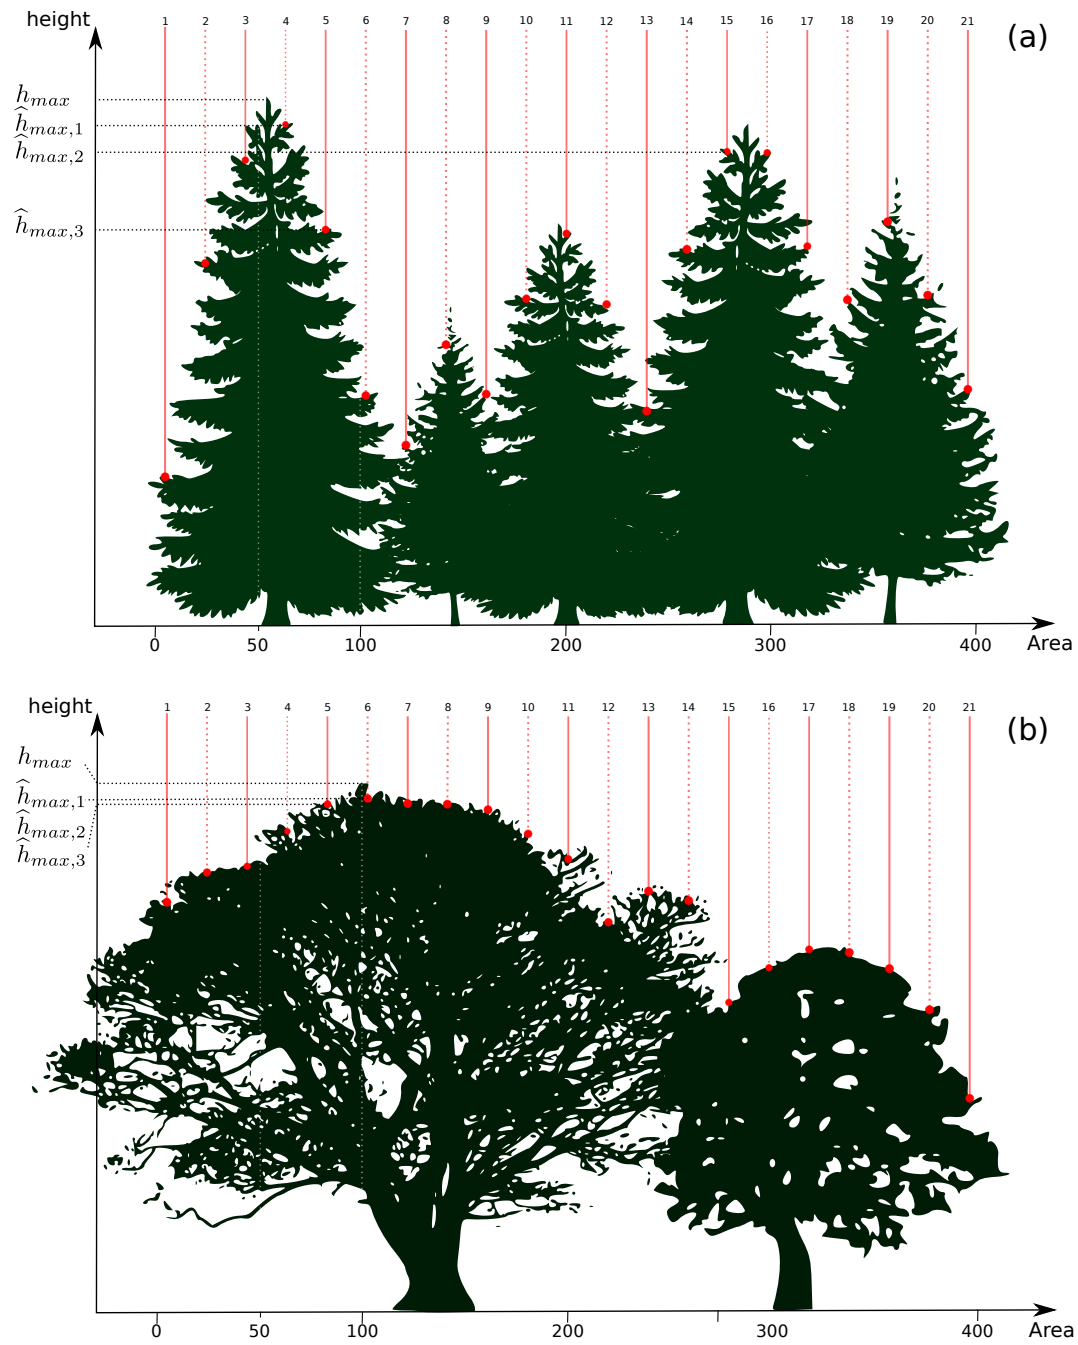 height 1 2 3 4 5 6 7 8 9 10 11 12 13 14 15 16 17 18 19 20 21 (a)
h_max
ĥ_max,1
ĥ_max,2
ĥ_max,3
0 50 100 200 300 400 Area
height 1 2 3 4 5 6 7 8 9 10 11 12 13 14 15 16 17 18 19 20 21 (b)
h_max
ĥ_max,1
ĥ_max,2
ĥ_max,3
0 50 100 200 300 400 Area